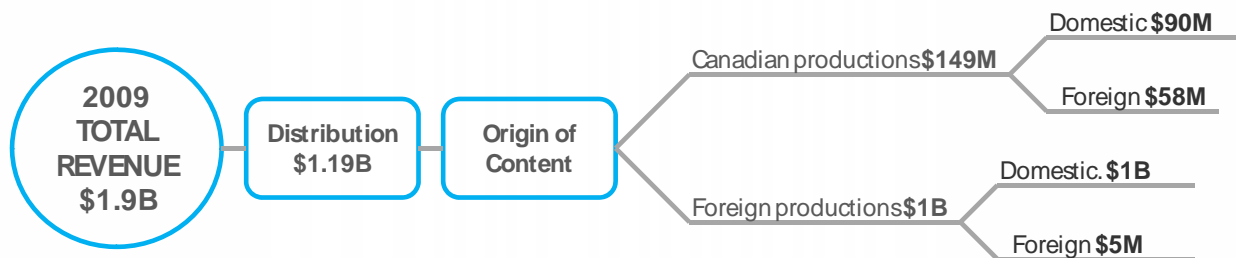 2009
TOTAL
REVENUE
$1.9B
Distribution
$1.19B
Origin of
Content
Canadian productions $149M
Domestic $90M
Foreign $58M
Foreign productions $1B
Domestic. $1B
Foreign $5M